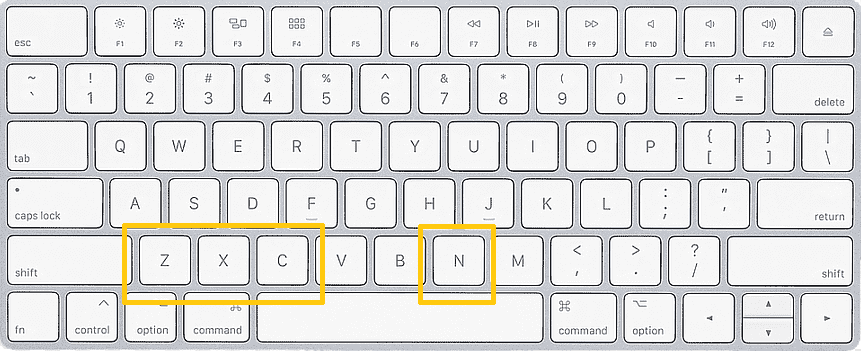 esc F1 F2 F3 F4 F5 F6 F7 F8 F9 F10 F11 F12
~ ! @ # $ % ^ & * ( ) — +
` 1 2 3 4 5 6 7 8 9 0 - = delete
tab Q W E R T Y U I O P { [ } ] | \
caps lock A S D F G H J K L : ; " ' return
shift Z X C V B N M < , > . ? / shift
fn control option command command option